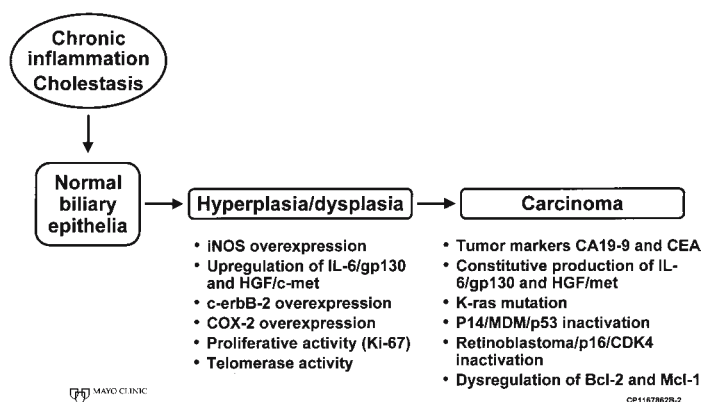 Chronic
inflammation
Cholestasis
Normal
biliary
epithelia
Hyperplasia/dysplasia
• iNOS overexpression
• Upregulation of IL-6/gp130
and HGF/c-met
• c-erbB-2 overexpression
• COX-2 overexpression
• Proliferative activity (Ki-67)
• Telomerase activity
Carcinoma
• Tumor markers CA19-9 and CEA
• Constitutive production of IL-
6/gp130 and HGF/met
• K-ras mutation
• P14/MDM/p53 inactivation
• Retinoblastoma/p16/CDK4
inactivation
• Dysregulation of Bcl-2 and Mcl-1
MAYO CLINIC
CP1167862B-2